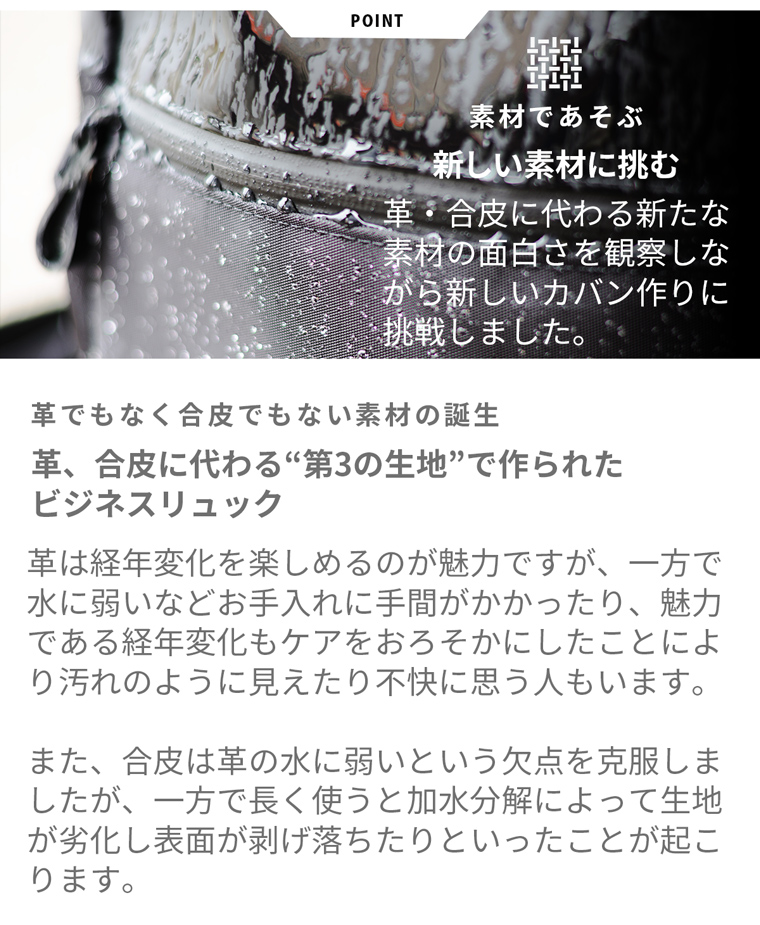 POINT
素材であそぶ
新しい素材に挑む
革・合皮に代わる新たな
素材の面白さを観察しな
がら新しいカバン作りに
挑戦しました。
革でもなく合皮でもない素材の誕生
革、合皮に代わる“第3の生地”で作られた
ビジネスリュック
革は経年変化を楽しめるのが魅力ですが、一方で
水に弱いなどお手入れに手間がかかったり、魅力
である経年変化もケアをおろそかにしたことによ
り汚れのように見えたり不快に思う人もいます。
また、合皮は革の水に弱いという欠点を克服しま
したが、一方で長く使うと加水分解によって生地
が劣化し表面が剥げ落ちたりといったことが起こ
ります。